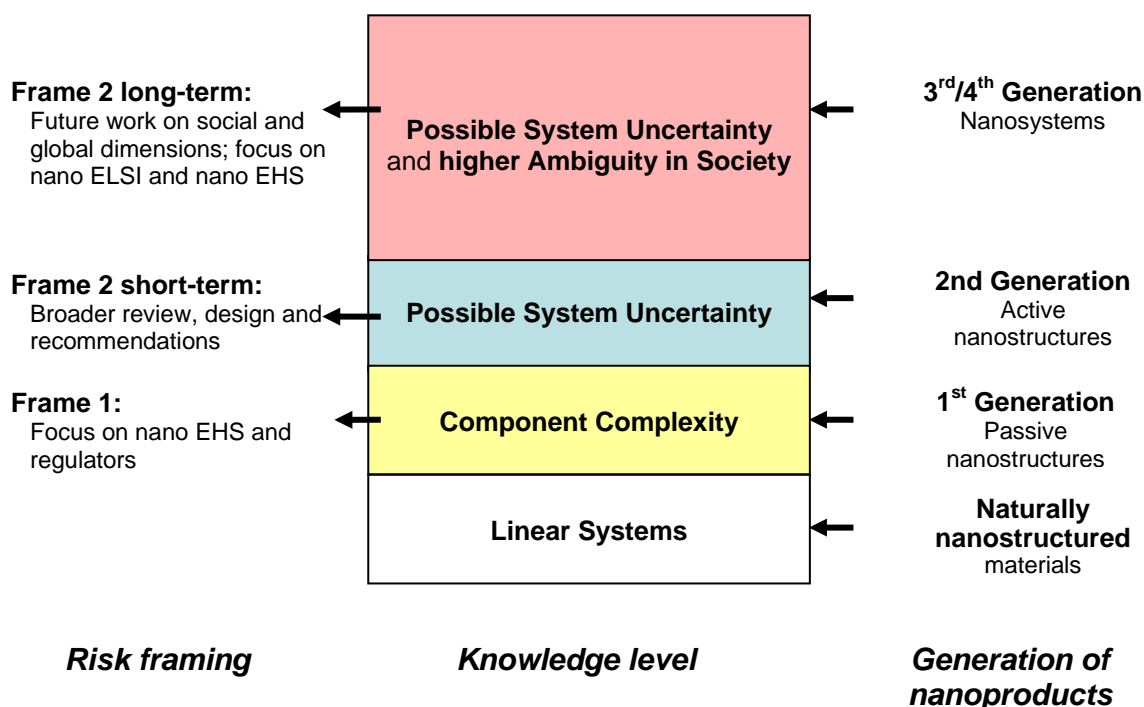 Frame 2 long-term:
Future work on social and
global dimensions; focus on
nano ELSI and nano EHS
Possible System Uncertainty
and higher Ambiguity in Society
3rd/4th Generation
Nanosystems
Frame 2 short-term:
Broader review, design and
recommendations
Possible System Uncertainty
2nd Generation
Active
nanostructures
Frame 1:
Focus on nano EHS and
regulators
Component Complexity
1st Generation
Passive
nanostructures
Linear Systems
Naturally
nanostructured
materials
Risk framing
Knowledge level
Generation of
nanoproducts